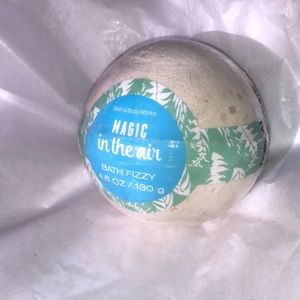 Bath & Body Works
MAGIC
in the air
BATH FIZZY
4.6 OZ / 130 g